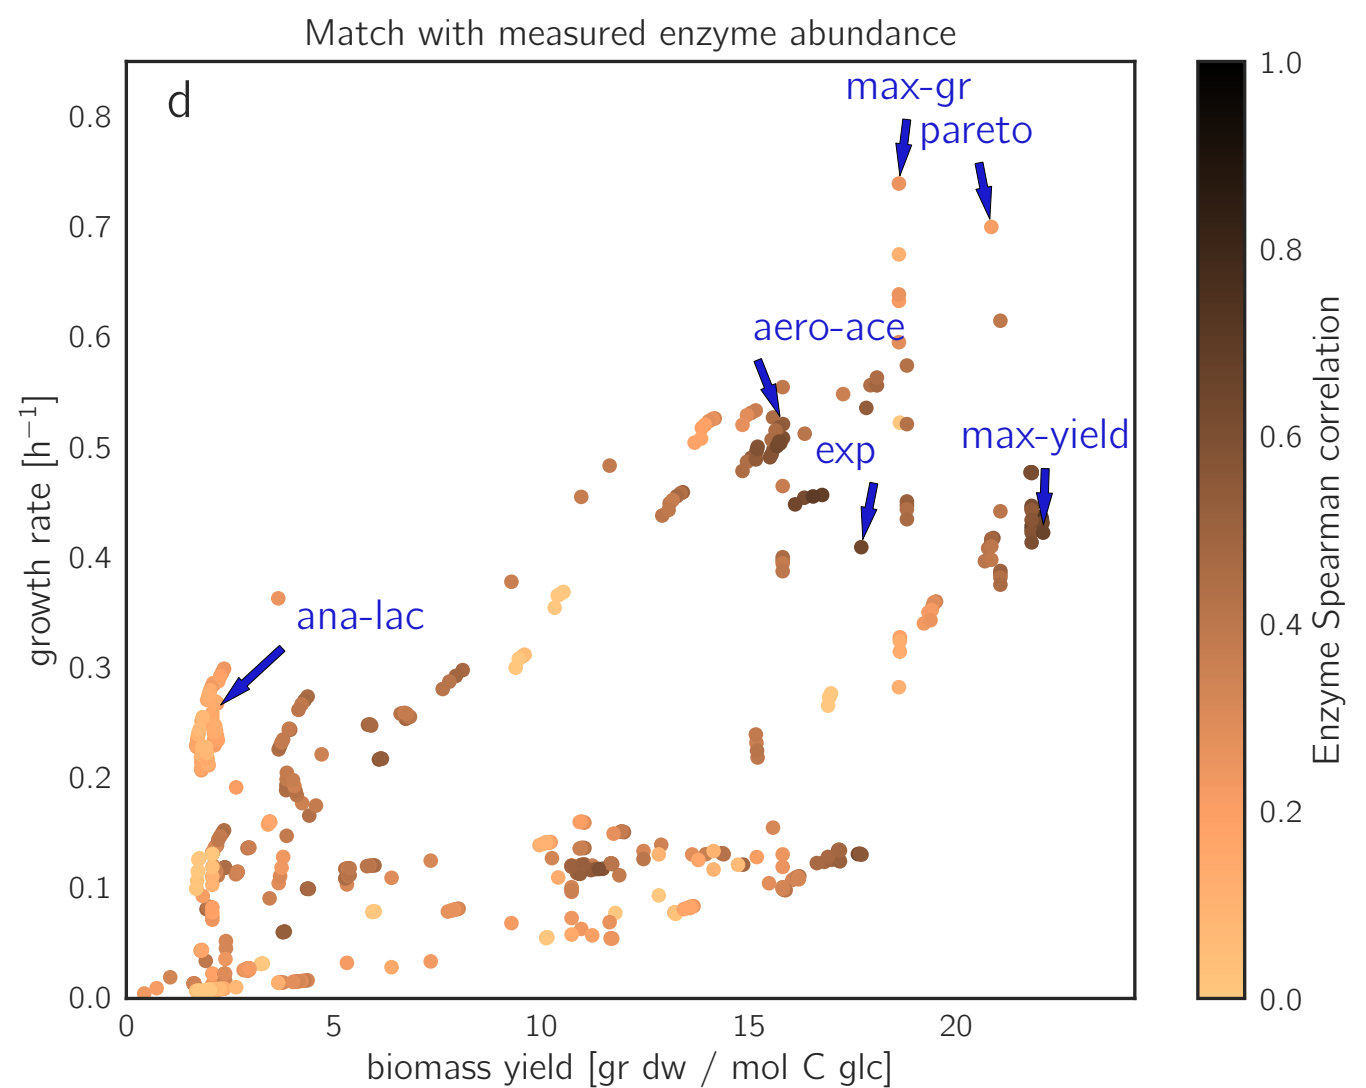 Match with measured enzyme abundance
d
max-gr
pareto
aero-ace
exp
max-yield
ana-lac
0.8
0.7
0.6
0.5
0.4
0.3
0.2
0.1
0.0
growth rate [h⁻¹]
0
5
10
15
20
biomass yield [gr dw / mol C glc]
1.0
0.8
0.6
0.4
0.2
0.0
Enzyme Spearman correlation